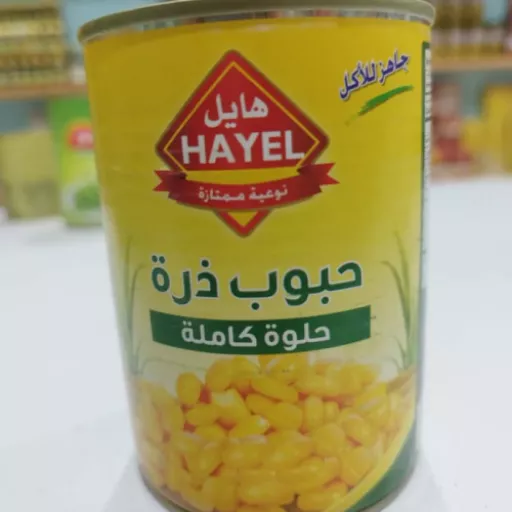 جاهز للأكل
هايل
HAYEL
نوعية ممتازة
حبوب ذرة
حلوة كاملة